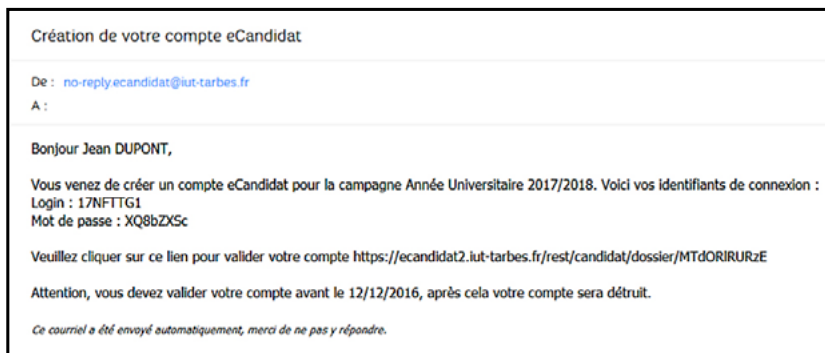 Création de votre compte eCandidat
De : no-reply.ecandidat@iut-tarbes.fr
A :
Bonjour Jean DUPONT,
Vous venez de créer un compte eCandidat pour la campagne Année Universitaire 2017/2018. Voici vos identifiants de connexion :
Login : 17NFTTG1
Mot de passe : XQ8bZXSc
Veuillez cliquer sur ce lien pour valider votre compte https://ecandidat2.iut-tarbes.fr/rest/candidat/dossier/MTdORlRURzE
Attention, vous devez valider votre compte avant le 12/12/2016, après cela votre compte sera détruit.
Ce courriel a été envoyé automatiquement, merci de ne pas y répondre.